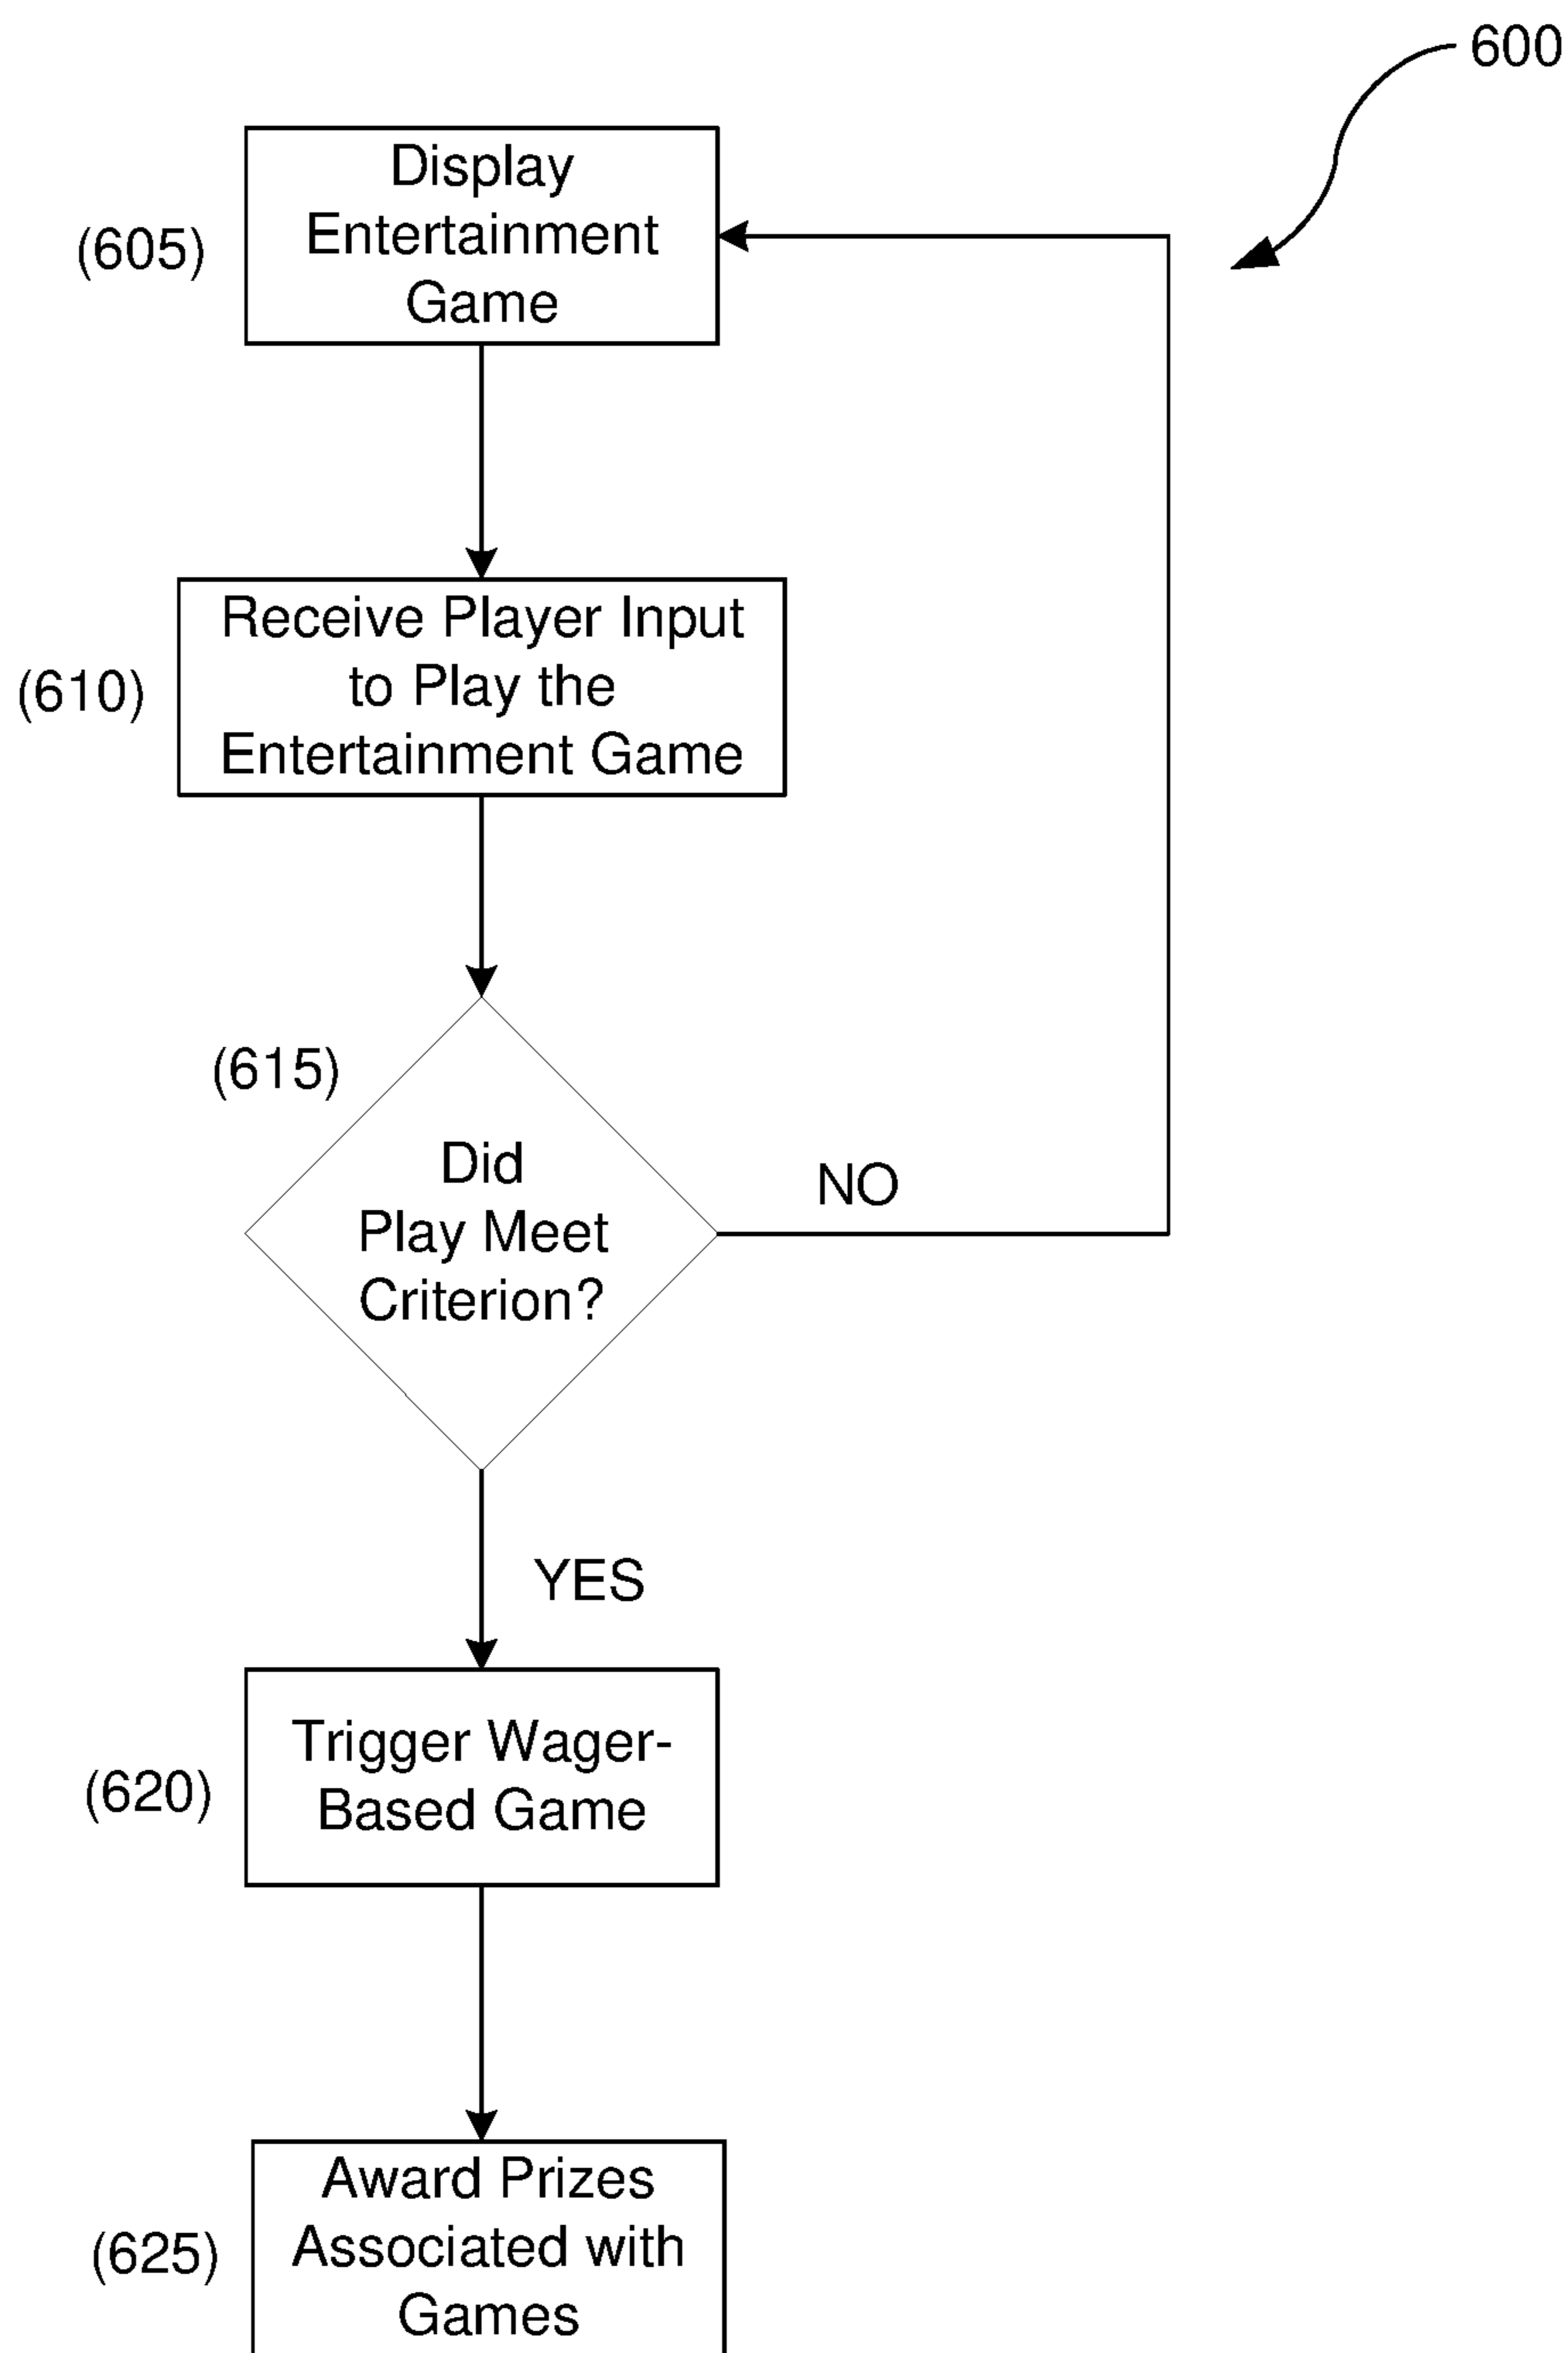 600
Display
Entertainment
Game
(605)
Receive Player Input
to Play the
Entertainment Game
(610)
(615)
Did
Play Meet
Criterion?
NO
YES
Trigger Wager-
Based Game
(620)
Award Prizes
Associated with
Games
(625)